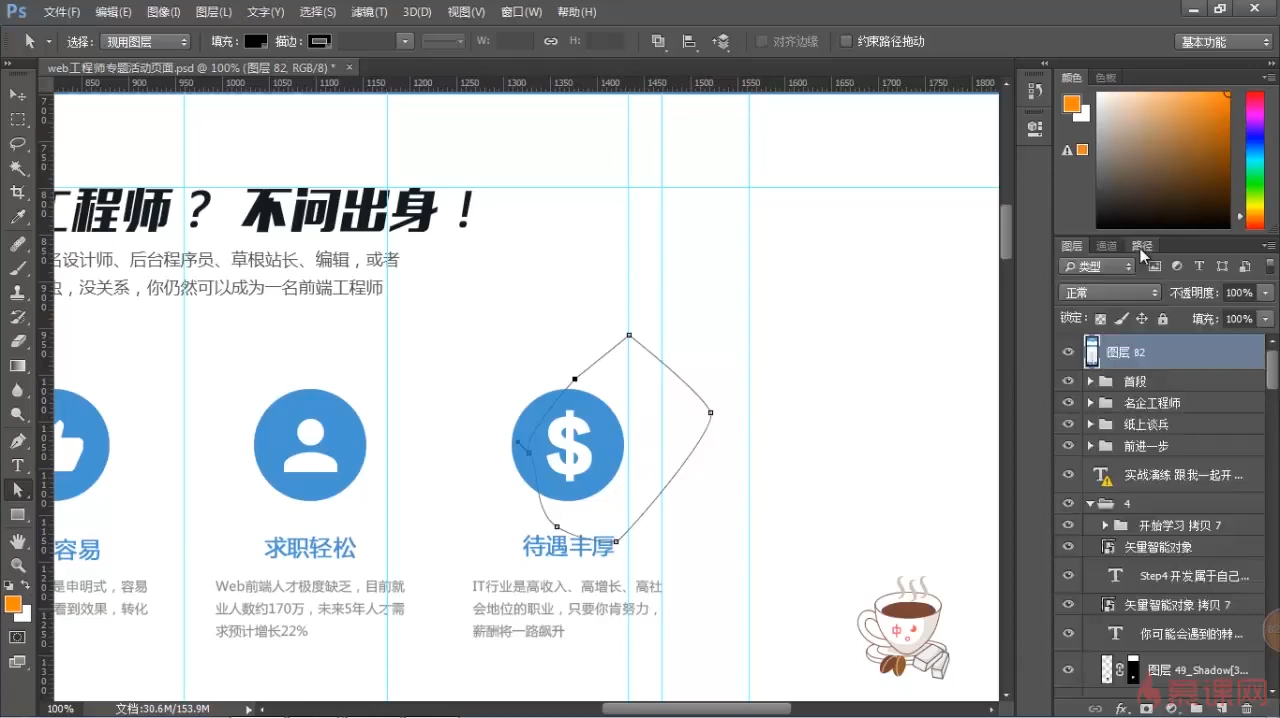 Ps 文件(F) 编辑(E) 图像(I) 图层(L) 文字(Y) 选择(S) 滤镜(T) 3D(D) 视图(V) 窗口(W) 帮助(H)
选择: 现用图层 填充: 描边: W: H: 对齐边缘 约束路径拖动 基本功能
web工程师专题活动页面.psd @ 100% (图层 82, RGB/8) * ×
850 900 950 1000 1050 1100 1150 1200 1250 1300 1350 1400 1450 1500 1550 1600 1650 1700 1750 1800
颜色 色板
工程师？ 不问出身！
名设计师、后台程序员、草根站长、编辑，或者
，没关系，你仍然可以成为一名前端工程师
图层 通道 路径
类型
正常 不透明度: 100%
锁定: 填充: 100%
图层 82
首段
名企工程师
纸上谈兵
前进一步
实战演练 跟我一起开...
4
开始学习 拷贝 7
矢量智能对象
Step4 开发属于自己...
矢量智能对象 拷贝 7
你可能会遇到的棘...
图层 49_Shadow[3...
$
容易
求职轻松
待遇丰厚
是申明式，容易
看到效果，转化
Web前端人才极度缺乏，目前就
业人数约170万，未来5年人才需
求预计增长22%
IT行业是高收入、高增长、高社
会地位的职业，只要你肯努力，
薪酬将一路飙升
中
慕课网
100% 文档:30.6M/153.9M